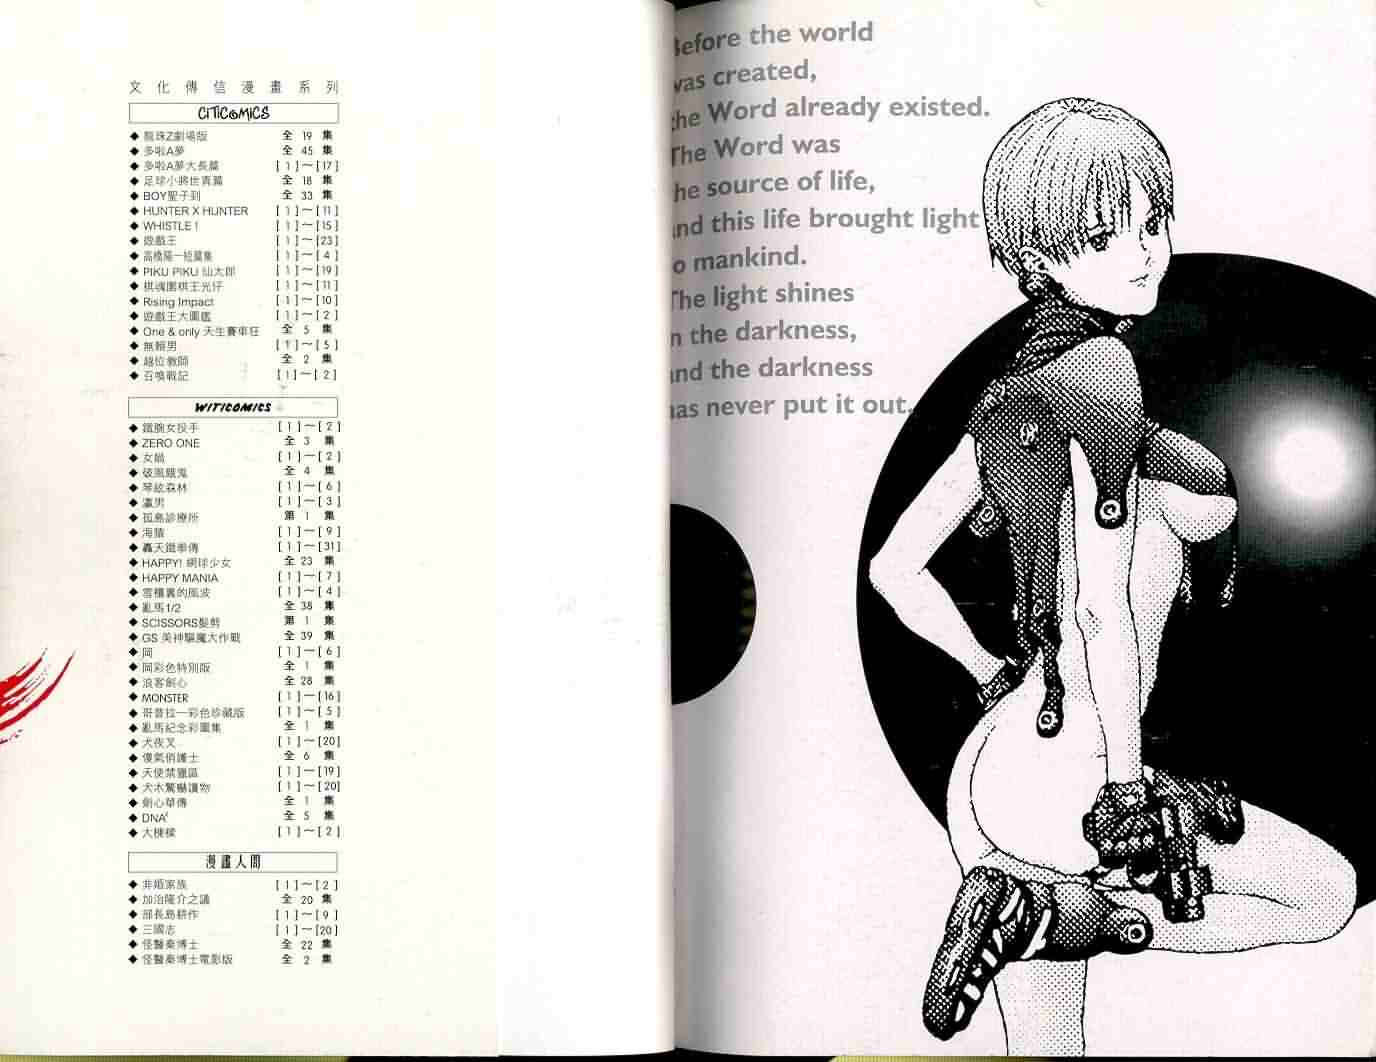 文化傳信漫畫系列
CITICOMICS
◆ 龍珠Z劇場版 全 19 集
◆ 多啦A夢 全 45 集
◆ 多啦A夢大長篇 [ 1 ]～[17]
◆ 足球小將世青篇 全 18 集
◆ BOY聖子到 全 33 集
◆ HUNTER X HUNTER [ 1 ]～[11]
◆ WHISTLE! [ 1 ]～[15]
◆ 遊戲王 [ 1 ]～[23]
◆ 高橋陽一短篇集 [ 1 ]～[ 4 ]
◆ PIKU PIKU 仙太郎 [ 1 ]～[19]
◆ 棋魂圍棋王光仔 [ 1 ]～[11]
◆ Rising Impact [ 1 ]～[10]
◆ 遊戲王大圖鑑 [ 1 ]～[ 2 ]
◆ One & only 天生賽車狂 全 5 集
◆ 無賴男 [ 1 ]～[ 5 ]
◆ 越位教師 全 2 集
◆ 召喚戰記 [ 1 ]～[ 2 ]
WITICOMICS
◆ 鐵腕女投手 [ 1 ]～[ 2 ]
◆ ZERO ONE 全 3 集
◆ 女媧 [ 1 ]～[ 2 ]
◆ 破風餓鬼 全 4 集
◆ 琴絃森林 [ 1 ]～[ 6 ]
◆ 瀛男 [ 1 ]～[ 3 ]
◆ 孤島診療所 第 1 集
◆ 海猿 [ 1 ]～[ 9 ]
◆ 轟天鐵拳傳 [ 1 ]～[31]
◆ HAPPY! 網球少女 全 23 集
◆ HAPPY MANIA [ 1 ]～[ 7 ]
◆ 雪櫃裏的風波 [ 1 ]～[ 4 ]
◆ 亂馬1/2 全 38 集
◆ SCISSORS髮剪 第 1 集
◆ GS 美神驅魔大作戰 全 39 集
◆ 岡 [ 1 ]～[ 6 ]
◆ 岡彩色特別版 全 1 集
◆ 浪客劍心 全 28 集
◆ MONSTER [ 1 ]～[16]
◆ 哥普拉—彩色珍藏版 [ 1 ]～[ 5 ]
◆ 亂馬紀念彩圖集 全 1 集
◆ 犬夜叉 [ 1 ]～[20]
◆ 傻氣俏護士 全 6 集
◆ 天使禁獵區 [ 1 ]～[19]
◆ 犬木驚嚇讀物 [ 1 ]～[20]
◆ 劍心華傳 全 1 集
◆ DNA² 全 5 集
◆ 大棟樑 [ 1 ]～[ 2 ]
漫畫人間
◆ 非婚家族 [ 1 ]～[ 2 ]
◆ 加治隆介之議 全 20 集
◆ 部長島耕作 [ 1 ]～[ 9 ]
◆ 三國志 [ 1 ]～[20]
◆ 怪醫秦博士 全 22 集
◆ 怪醫秦博士電影版 全 2 集
Before the world
was created,
the Word already existed.
The Word was
he source of life,
and this life brought light
o mankind.
The light shines
n the darkness,
and the darkness
has never put it out.